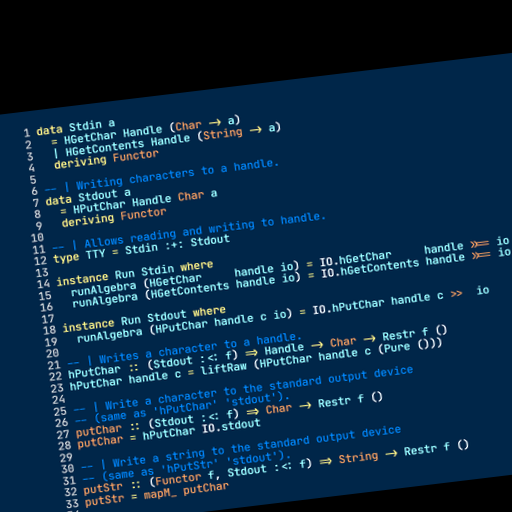 1 data Stdin a
2   = HGetChar Handle (Char → a)
3   | HGetContents Handle (String → a)
4   deriving Functor
5
6 -- | Writing characters to a handle.
7 data Stdout a
8   = HPutChar Handle Char a
9   deriving Functor
10
11 -- | Allows reading and writing to handle.
12 type TTY = Stdin :+: Stdout
13
14 instance Run Stdin where
15   runAlgebra (HGetChar     handle io) = IO.hGetChar     handle >>= io
16   runAlgebra (HGetContents handle io) = IO.hGetContents handle >>= io
17
18 instance Run Stdout where
19   runAlgebra (HPutChar handle c io) = IO.hPutChar handle c >>  io
20
21 -- | Writes a character to a handle.
22 hPutChar :: (Stdout :<: f) ⇒ Handle → Char → Restr f ()
23 hPutChar handle c = liftRaw (HPutChar handle c (Pure ()))
24
25 -- | Write a character to the standard output device
26 -- (same as 'hPutChar' 'stdout').
27 putChar :: (Stdout :<: f) ⇒ Char → Restr f ()
28 putChar = hPutChar IO.stdout
29
30 -- | Write a string to the standard output device
31 -- (same as 'hPutStr' 'stdout').
32 putStr :: (Functor f, Stdout :<: f) ⇒ String → Restr f ()
33 putStr = mapM_ putChar